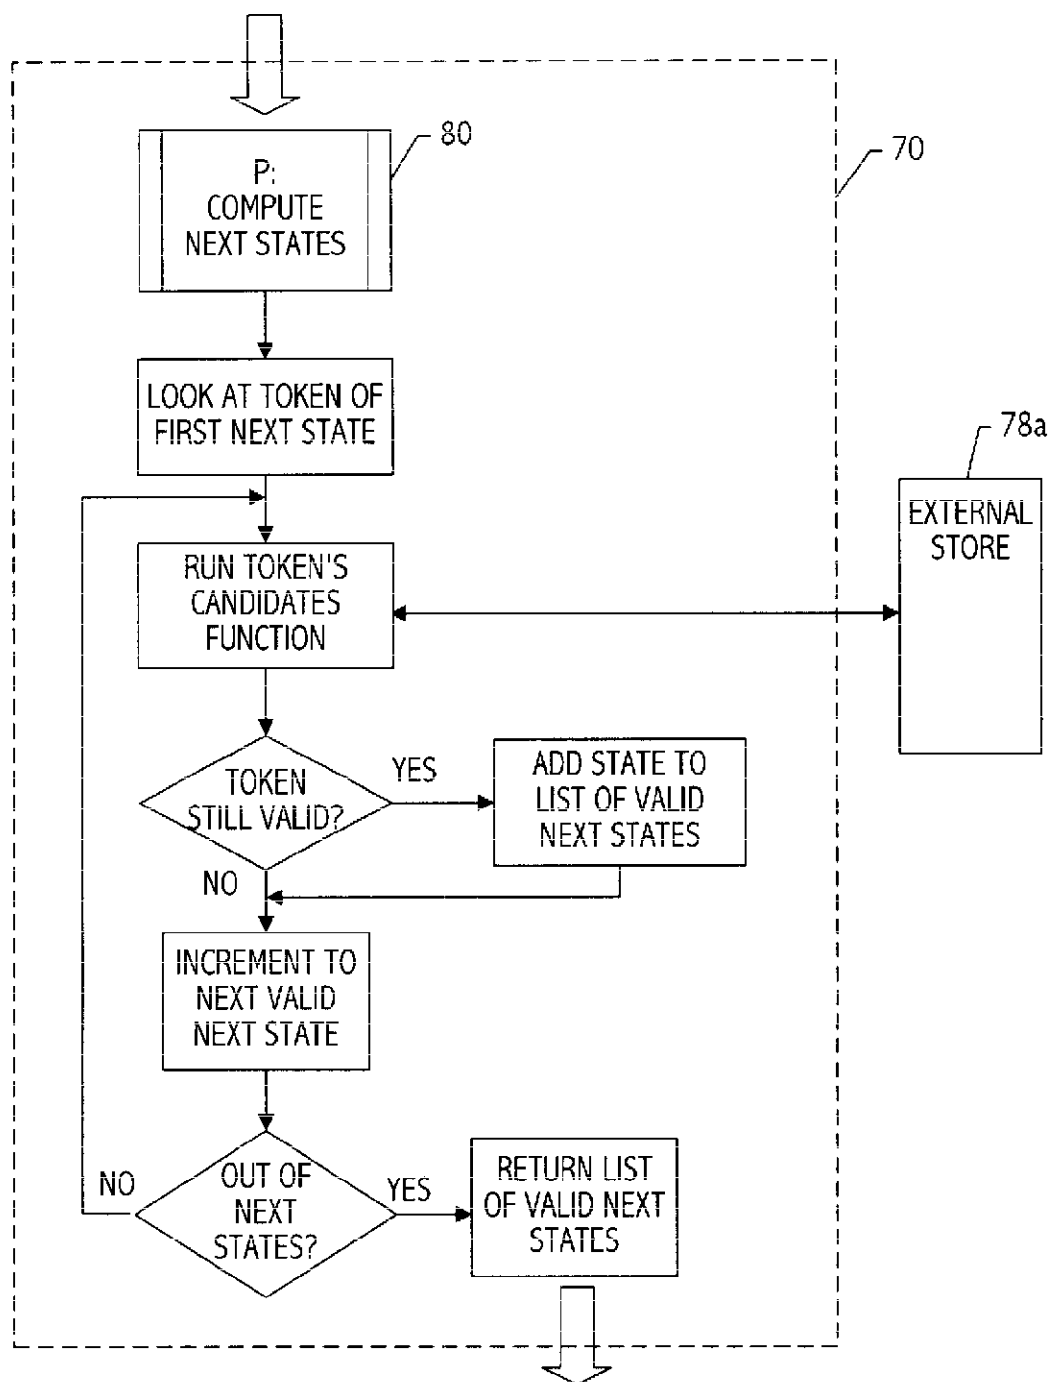 80
70
P:
COMPUTE
NEXT STATES
LOOK AT TOKEN OF
FIRST NEXT STATE
78a
EXTERNAL
STORE
RUN TOKEN'S
CANDIDATES
FUNCTION
TOKEN
STILL VALID?
YES
ADD STATE TO
LIST OF VALID
NEXT STATES
NO
INCREMENT TO
NEXT VALID
NEXT STATE
NO
OUT OF
NEXT
STATES?
YES
RETURN LIST
OF VALID NEXT
STATES